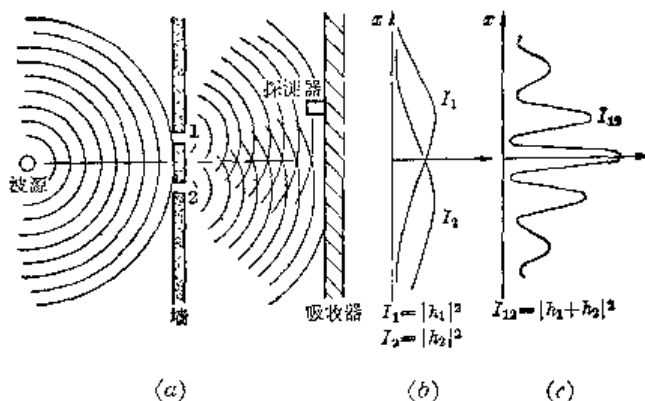 x
x
探测器
1
I₁
I₁₂
波源
2
I₂
墙
吸收器
I₁=|h₁|²
I₂=|h₂|²
I₁₂=|h₁+h₂|²
(a)
(b)
(c)